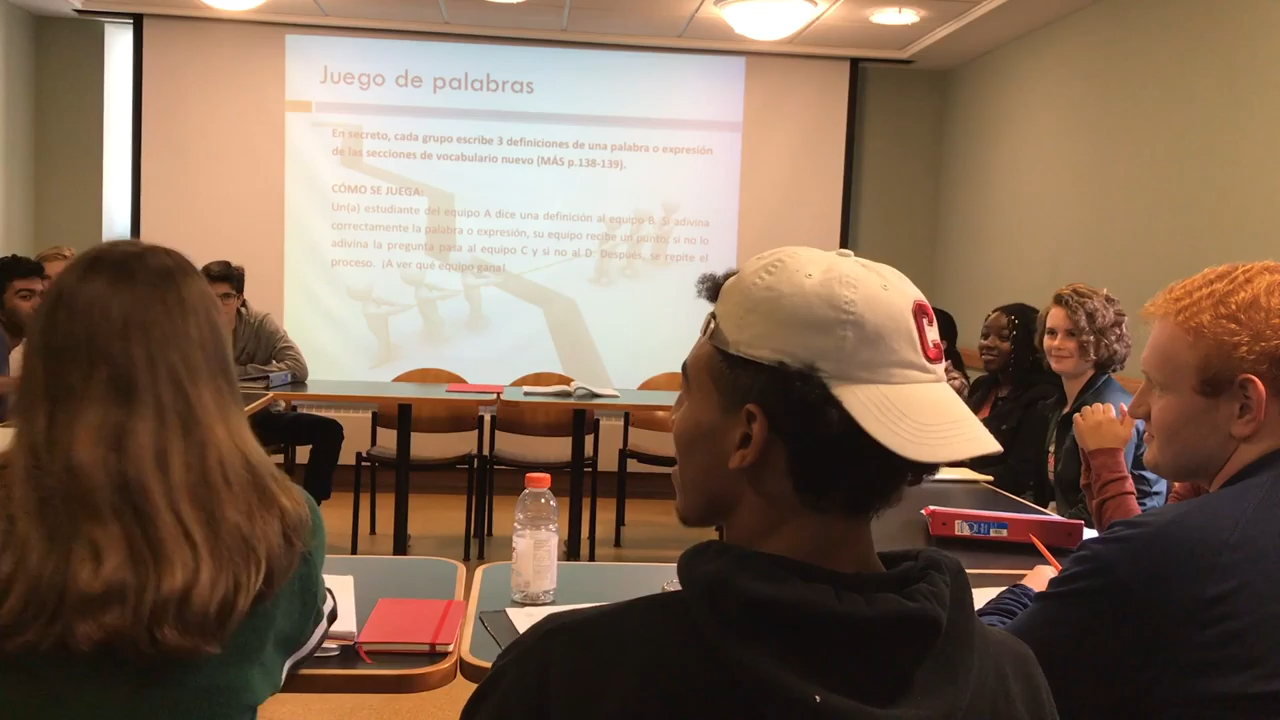 Juego de palabras
En secreto, cada grupo escribe 3 definiciones de una palabra o expresión
de las secciones de vocabulario nuevo (MÁS p.138-139).
CÓMO SE JUEGA:
Un(a) estudiante del equipo A dice una definición al equipo B. Si adivina
correctamente la palabra o expresión, su equipo recibe un punto; si no lo
adivina la pregunta pasa al equipo C y si no al D. Después, se repite el
proceso. ¡A ver qué equipo gana!
C